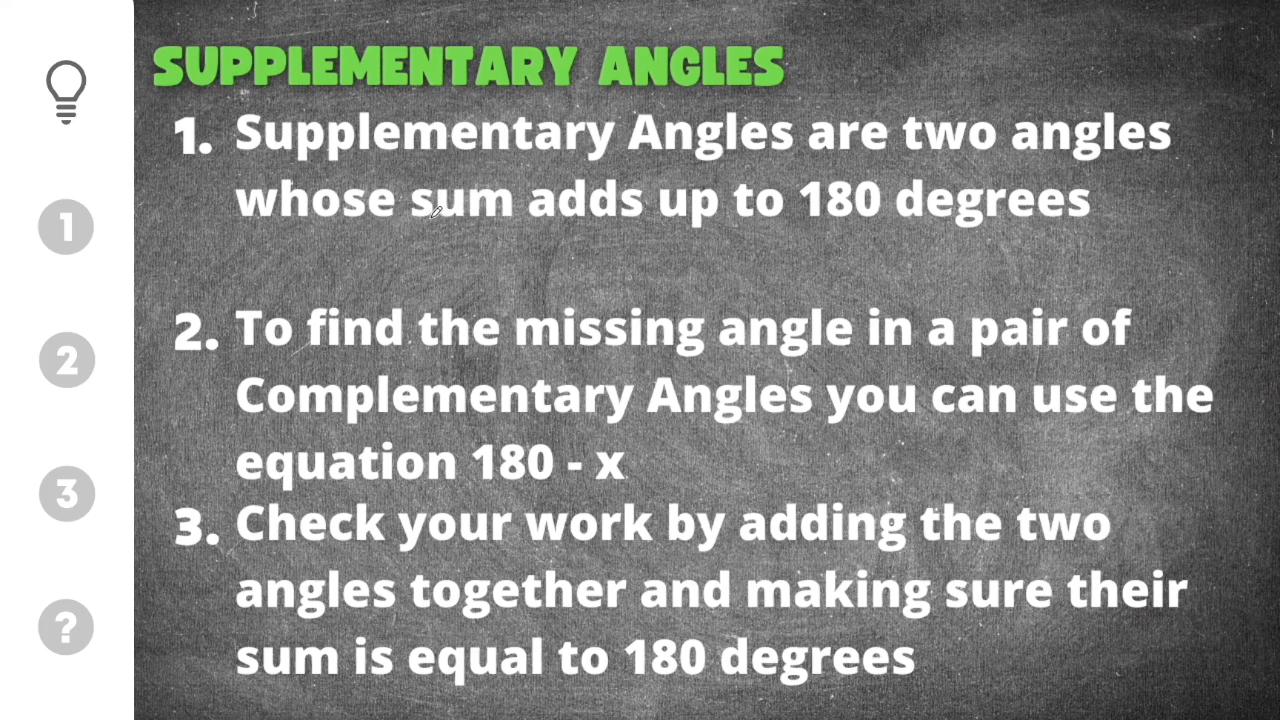 SUPPLEMENTARY ANGLES
1. Supplementary Angles are two angles
whose sum adds up to 180 degrees
1
2. To find the missing angle in a pair of
2
Complementary Angles you can use the
equation 180 - x
3
3. Check your work by adding the two
angles together and making sure their
?
sum is equal to 180 degrees